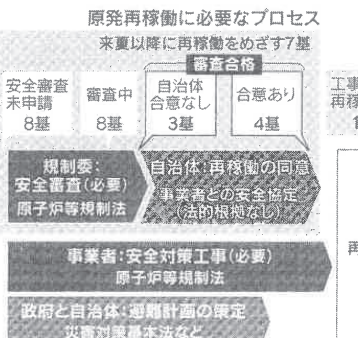 原発再稼働に必要なプロセス
来夏以降に再稼働をめざす7基
審査合格
安全審査
未申請
8基
審査中
8基
自治体
合意なし
3基
合意あり
4基
工事
再稼
規制委:
安全審査(必要)
原子炉等規制法
自治体:再稼働の同意
事業者との安全協定
(法的根拠なし)
事業者:安全対策工事(必要)
原子炉等規制法
再
政府と自治体:避難計画の策定
災害対策基本法など